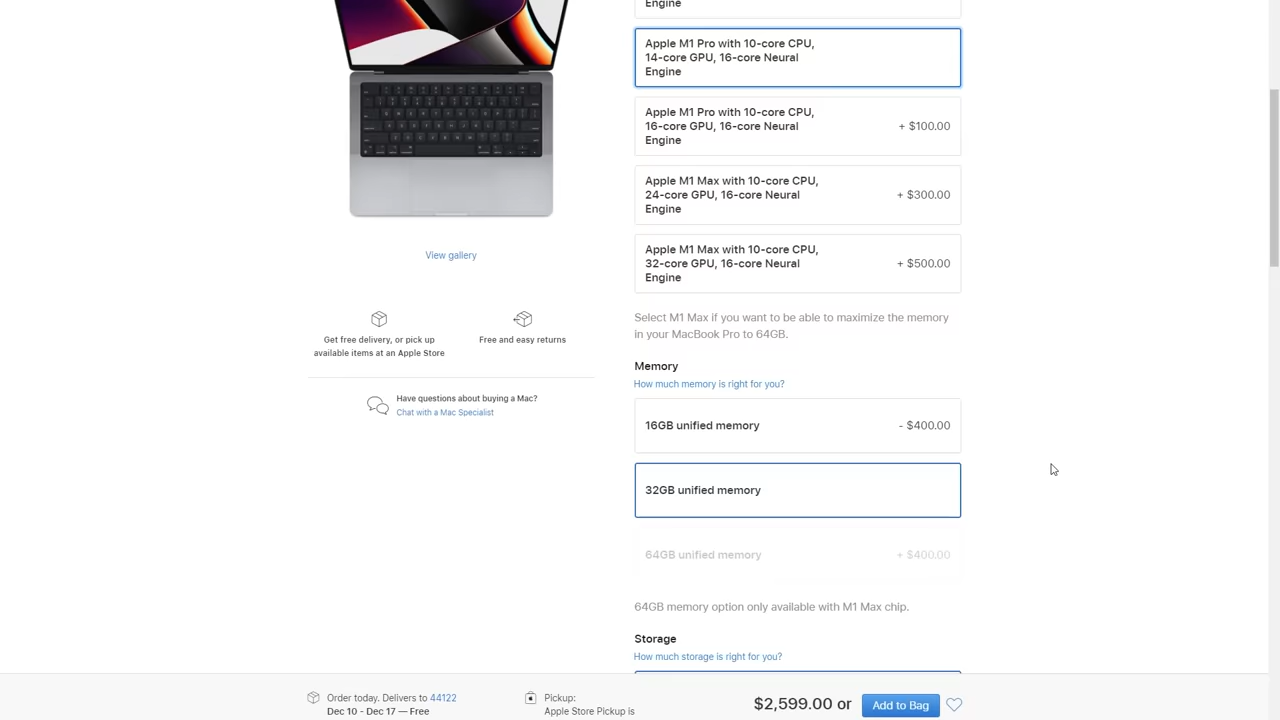 Engine
Apple M1 Pro with 10-core CPU,
14-core GPU, 16-core Neural
Engine
Apple M1 Pro with 10-core CPU,
16-core GPU, 16-core Neural
Engine
+ $100.00
Apple M1 Max with 10-core CPU,
24-core GPU, 16-core Neural
Engine
+ $300.00
Apple M1 Max with 10-core CPU,
32-core GPU, 16-core Neural
Engine
+ $500.00
Select M1 Max if you want to be able to maximize the memory
in your MacBook Pro to 64GB.
View gallery
Get free delivery, or pick up
available items at an Apple Store
Free and easy returns
Have questions about buying a Mac?
Chat with a Mac Specialist
Memory
How much memory is right for you?
16GB unified memory - $400.00
32GB unified memory
64GB unified memory + $400.00
64GB memory option only available with M1 Max chip.
Storage
How much storage is right for you?
Order today. Delivers to 44122
Dec 10 - Dec 17 — Free
Pickup:
Apple Store Pickup is
$2,599.00 or
Add to Bag